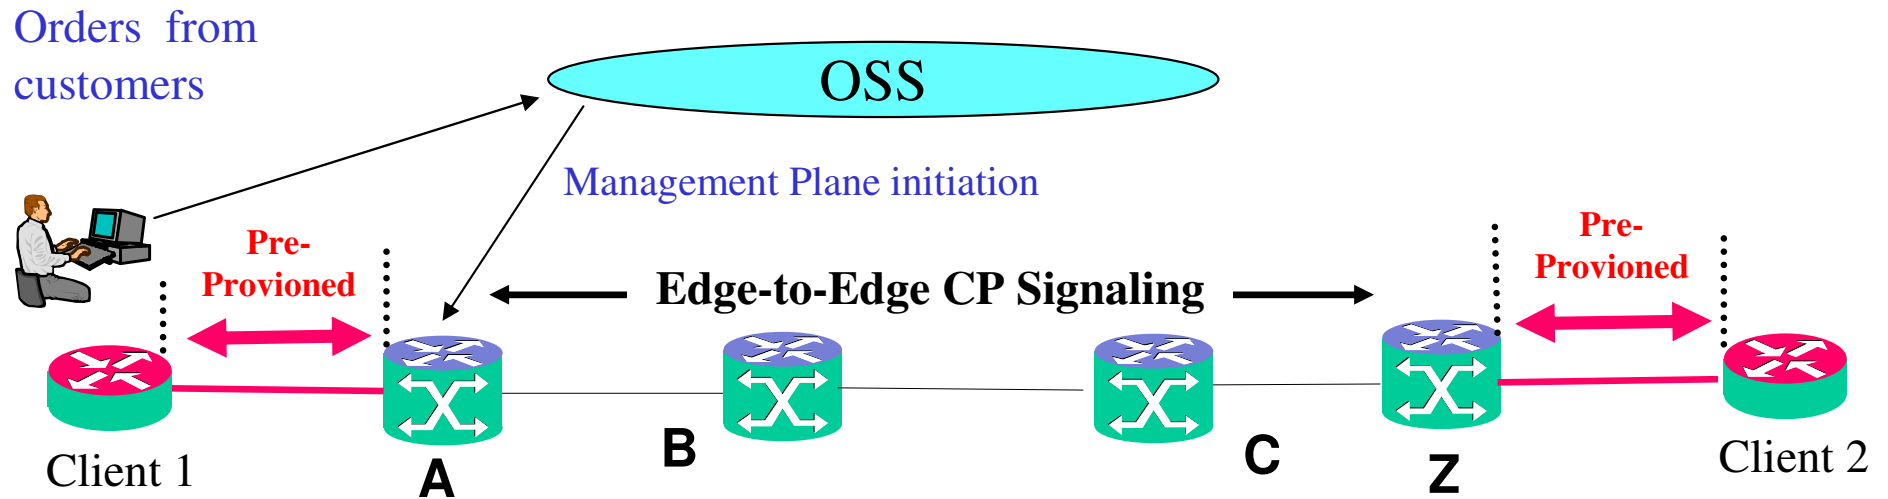 Orders from
customers
OSS
Management Plane initiation
Pre-
Provioned
Edge-to-Edge CP Signaling
Pre-
Provioned
Client 1
A
B
C
Z
Client 2